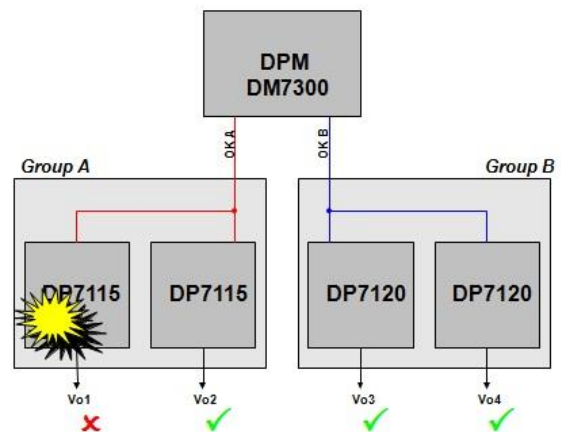 DPM
DM7300
OK A
OK B
Group A
Group B
DP7115
DP7115
DP7120
DP7120
Vo1
Vo2
Vo3
Vo4